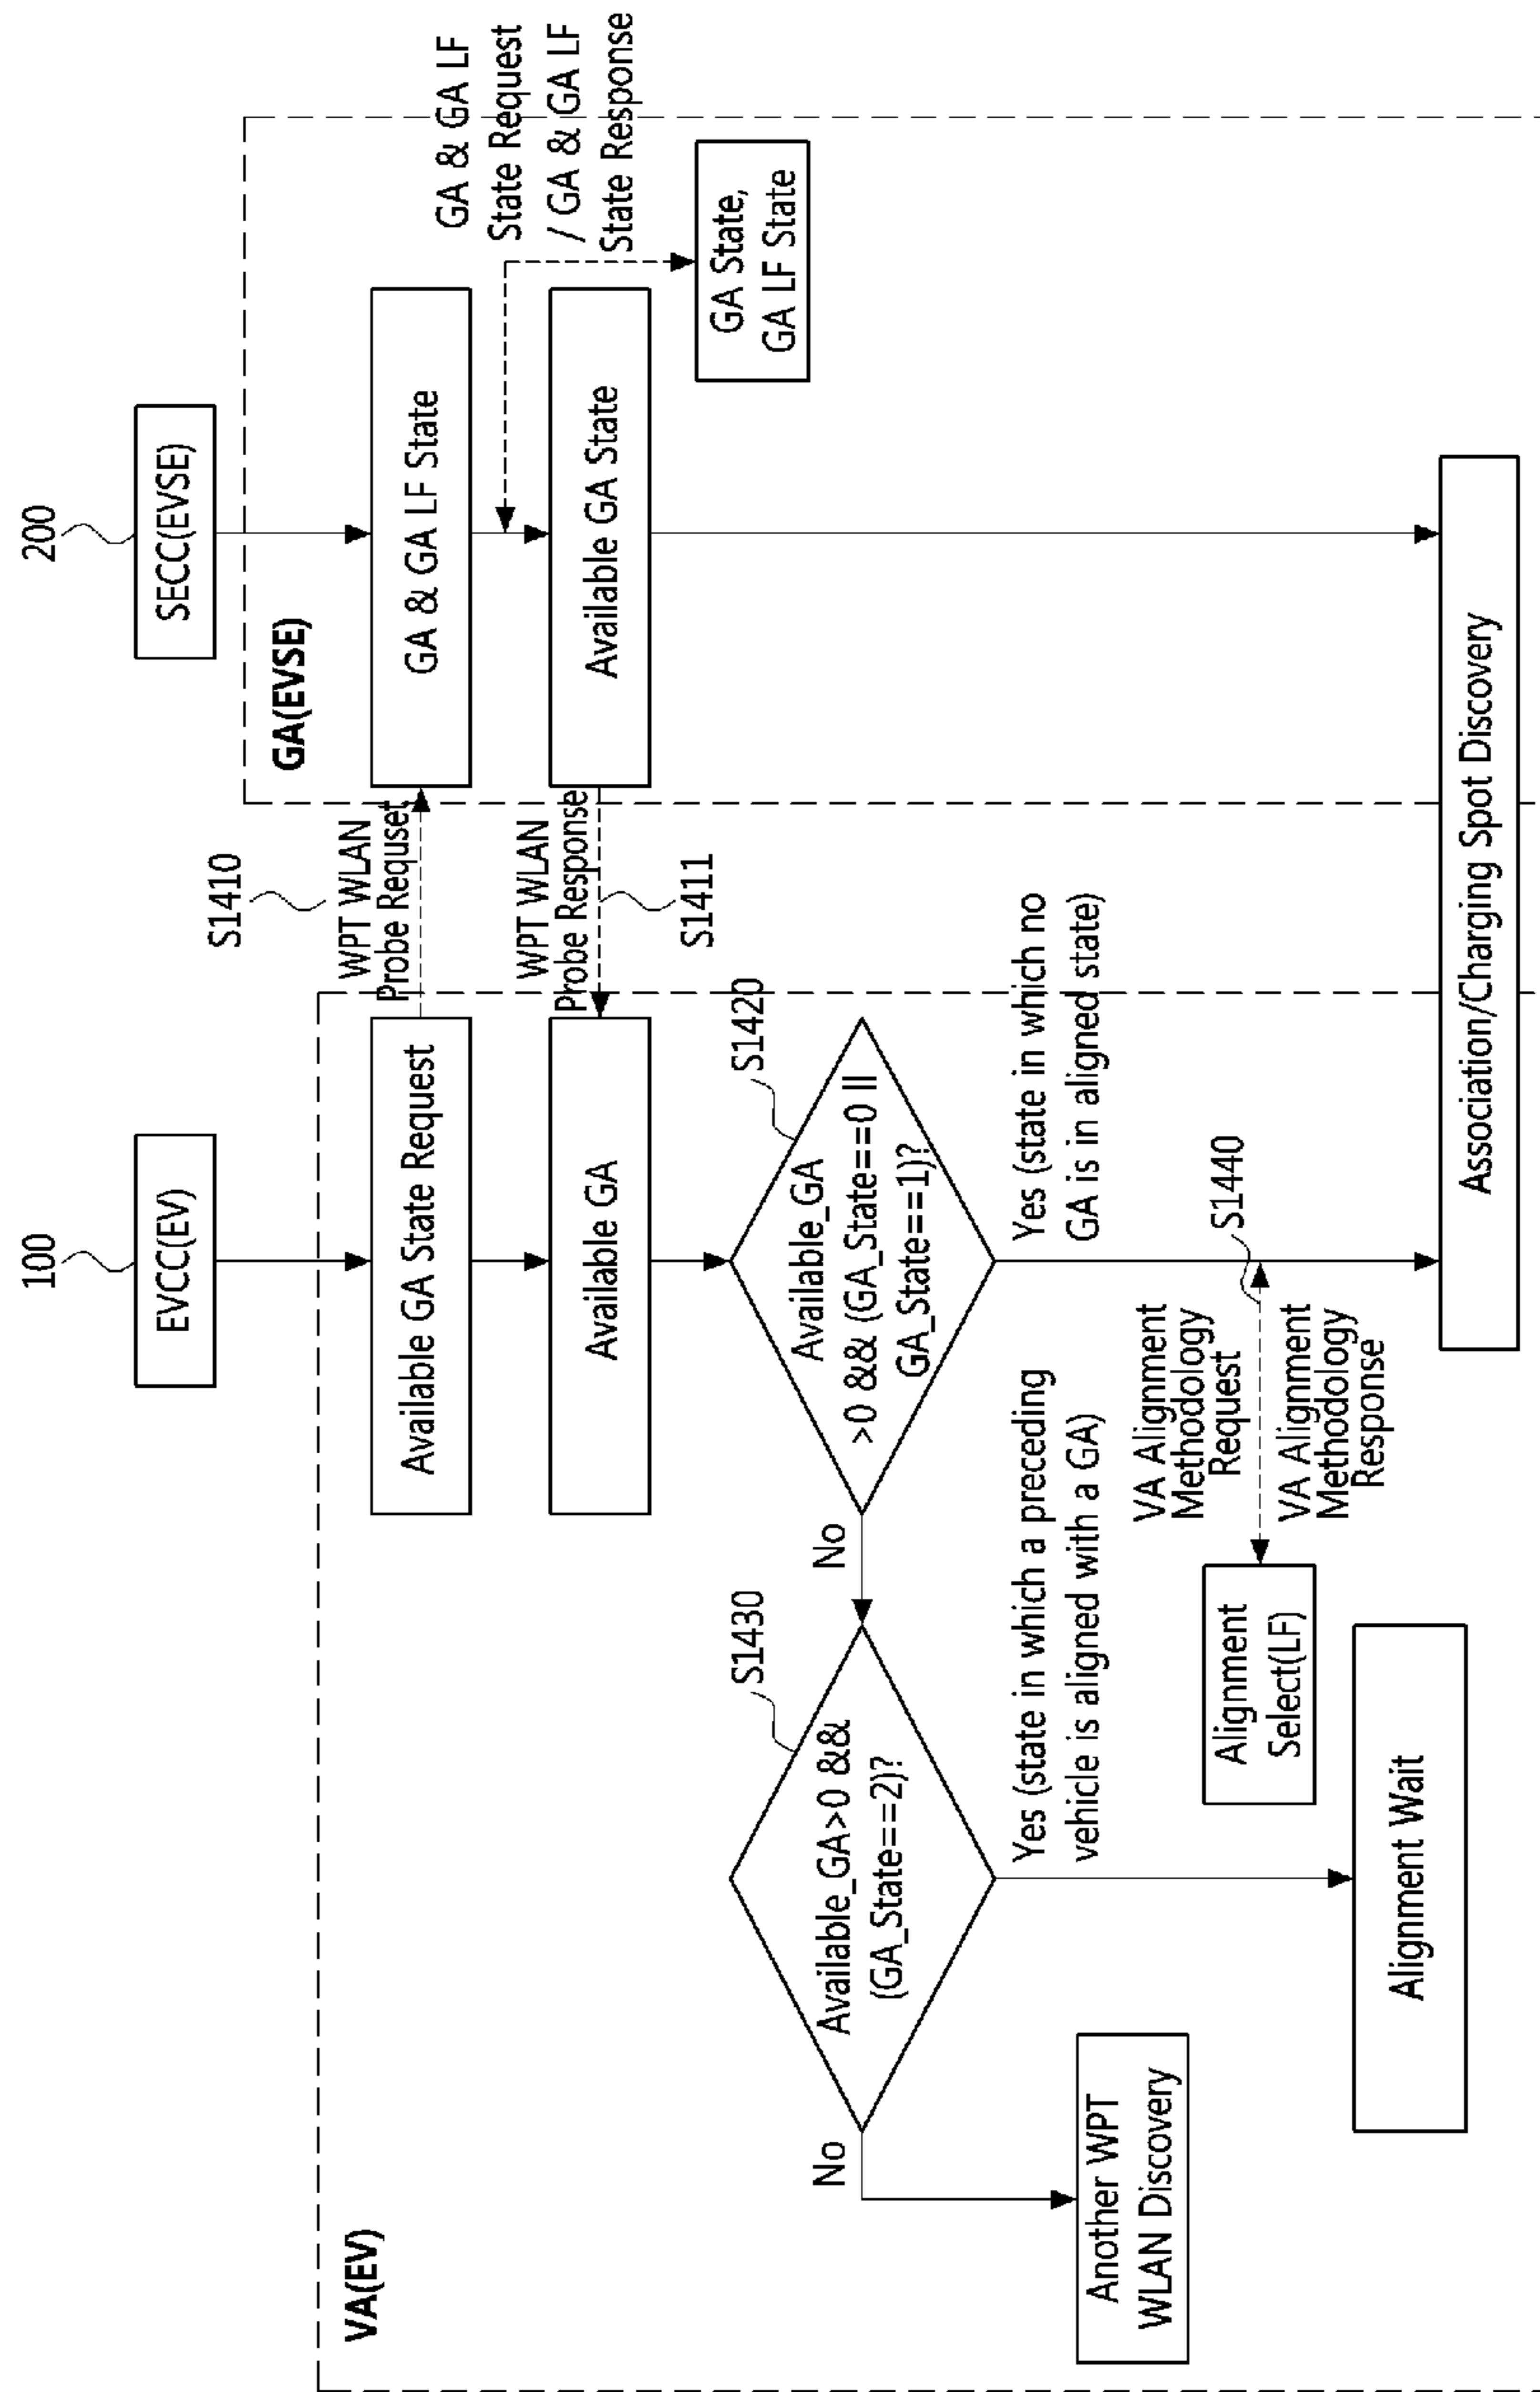 100
200
EVCC(EV)
SECC(EVSE)
VA(EV)
GA(EVSE)
S1410
WPT WLAN
Probe Requset
Available GA State Request
GA & GA LF State
GA & GA LF
State Request
/ GA & GA LF
State Response
WPT WLAN
Probe Response
S1411
Available GA
Available GA State
GA State,
GA LF State
S1430
S1420
Available_GA>0 &&
(GA_State==2)?
No
Available_GA
>0 && (GA_State==0 ||
GA_State==1)?
No
Yes (state in which a preceding
vehicle is aligned with a GA)
Yes (state in which no
GA is in aligned state)
Another WPT
WLAN Discovery
VA Alignment
Methodology
Request
S1440
Alignment
Select(LF)
VA Alignment
Methodology
Response
Alignment Wait
Association/Charging Spot Discovery